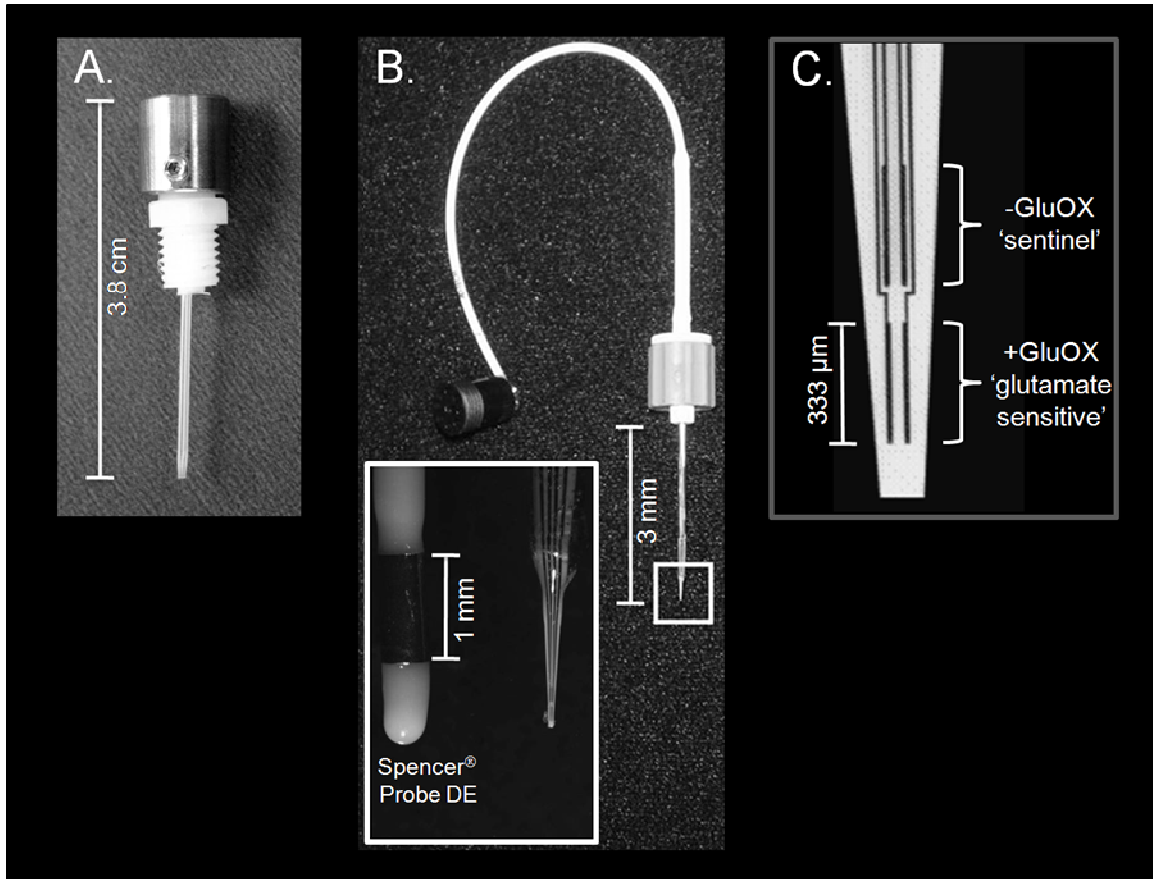 A.
3.8 cm
B.
3 mm
1 mm
Spencer®
Probe DE
C.
-GluOX
‘sentinel’
333 µm
+GluOX
‘glutamate
sensitive’